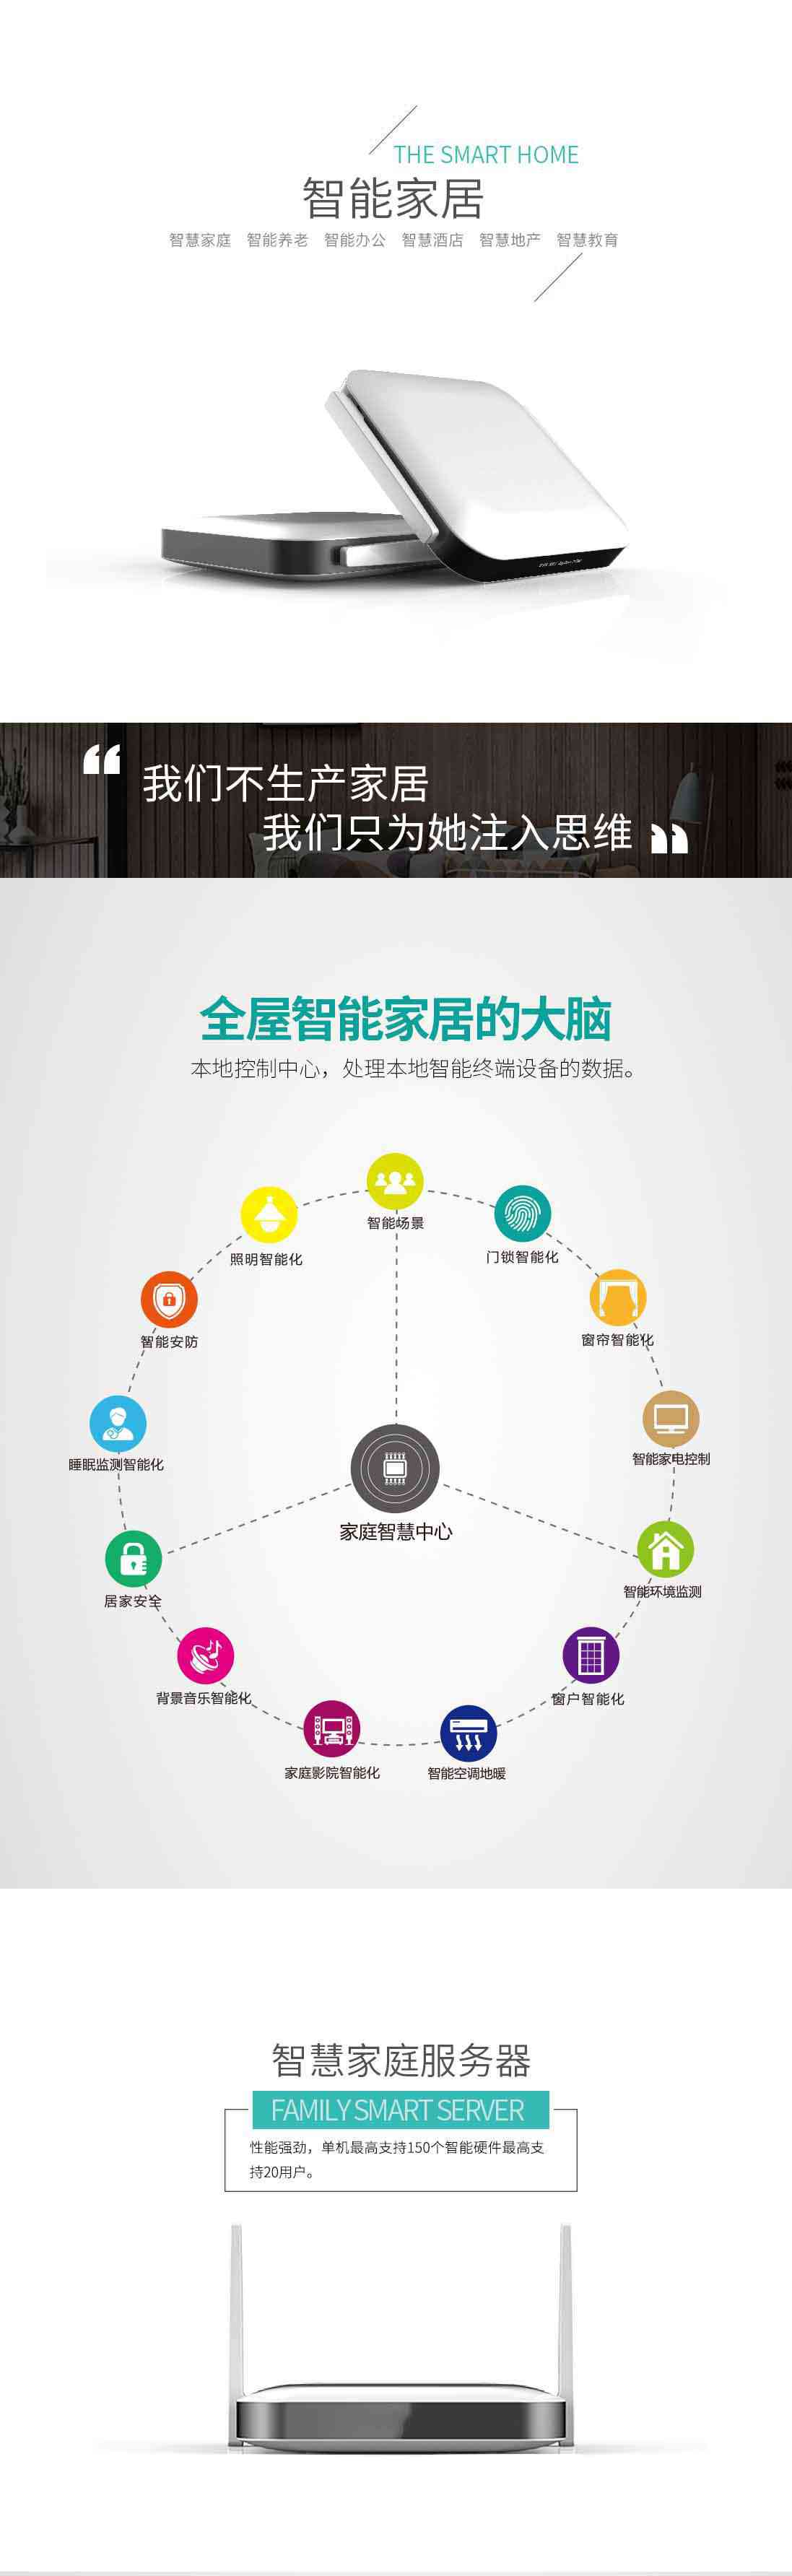 THE SMART HOME
智能家居
智慧家庭 智能养老 智能办公 智慧酒店 智慧地产 智慧教育
“ 我们不生产家居
我们只为她注入思维 ”
全屋智能家居的大脑
本地控制中心，处理本地智能终端设备的数据。
智能场景
照明智能化
门锁智能化
智能安防
窗帘智能化
睡眠监测智能化
智能家电控制
家庭智慧中心
居家安全
智能环境监测
背景音乐智能化
窗户智能化
家庭影院智能化
智能空调地暖
智慧家庭服务器
FAMILY SMART SERVER
性能强劲，单机最高支持150个智能硬件最高支
持20用户。